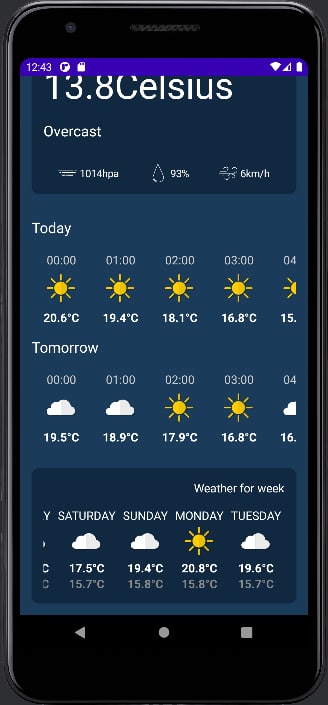 12:43
13.8Celsius
Overcast
1014hpa 93% 6km/h
Today
00:00 01:00 02:00 03:00 04
20.6°C 19.4°C 18.1°C 16.8°C 15.
Tomorrow
00:00 01:00 02:00 03:00 04
19.5°C 18.9°C 17.9°C 16.8°C 16.
Weather for week
Y SATURDAY SUNDAY MONDAY TUESDAY
C 17.5°C 19.4°C 20.8°C 19.6°C
C 15.7°C 15.8°C 15.8°C 15.7°C